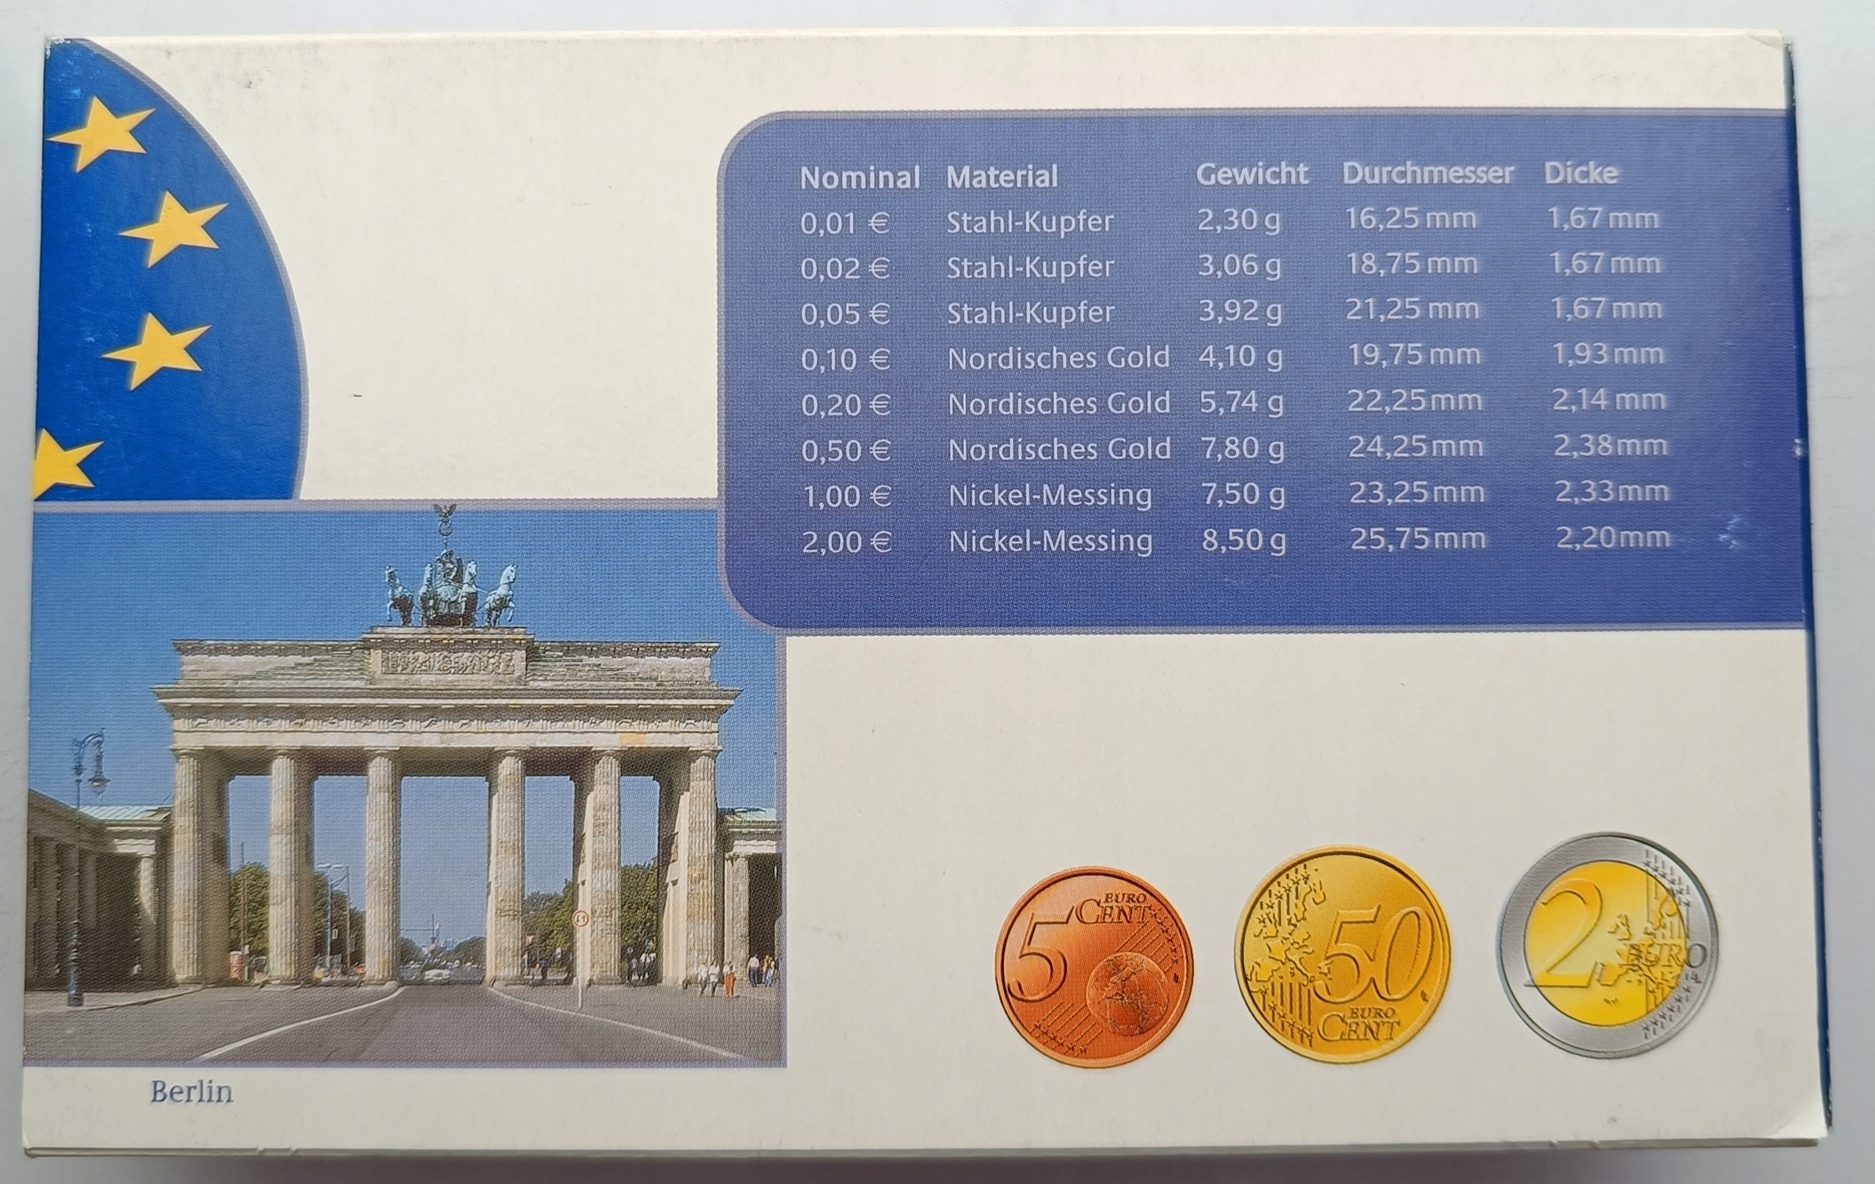 Nominal Material Gewicht Durchmesser Dicke
0,01 € Stahl-Kupfer 2,30 g 16,25 mm 1,67 mm
0,02 € Stahl-Kupfer 3,06 g 18,75 mm 1,67 mm
0,05 € Stahl-Kupfer 3,92 g 21,25 mm 1,67 mm
0,10 € Nordisches Gold 4,10 g 19,75 mm 1,93 mm
0,20 € Nordisches Gold 5,74 g 22,25 mm 2,14 mm
0,50 € Nordisches Gold 7,80 g 24,25 mm 2,38 mm
1,00 € Nickel-Messing 7,50 g 23,25 mm 2,33 mm
2,00 € Nickel-Messing 8,50 g 25,75 mm 2,20 mm
5 EURO
CENT
50
EURO
CENT
2 EURO
Berlin